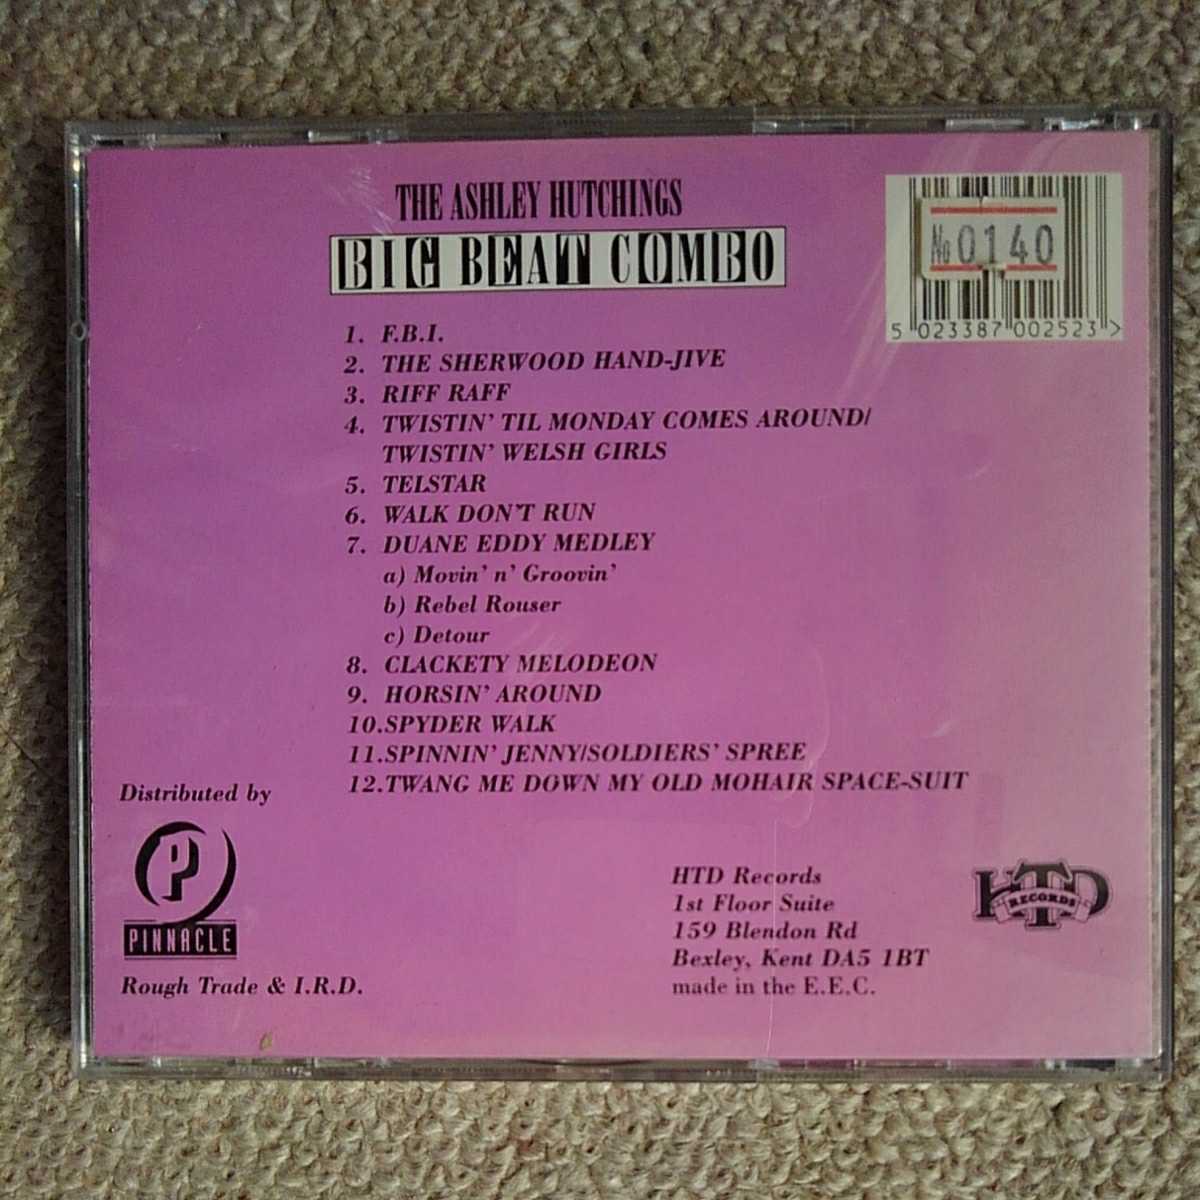 THE ASHLEY HUTCHINGS
BIG BEAT COMBO
No 0140
5 023387 002523 >
1. F.B.I.
2. THE SHERWOOD HAND-JIVE
3. RIFF RAFF
4. TWISTIN' TIL MONDAY COMES AROUND/
TWISTIN' WELSH GIRLS
5. TELSTAR
6. WALK DON'T RUN
7. DUANE EDDY MEDLEY
a) Movin' n' Groovin'
b) Rebel Rouser
c) Detour
8. CLACKETY MELODEON
9. HORSIN' AROUND
10. SPYDER WALK
11. SPINNIN' JENNY/SOLDIERS' SPREE
12. TWANG ME DOWN MY OLD MOHAIR SPACE-SUIT
Distributed by
P
PINNACLE
Rough Trade & I.R.D.
HTD Records
1st Floor Suite
159 Blendon Rd
Bexley, Kent DA5 1BT
made in the E.E.C.
HTD
RECORDS